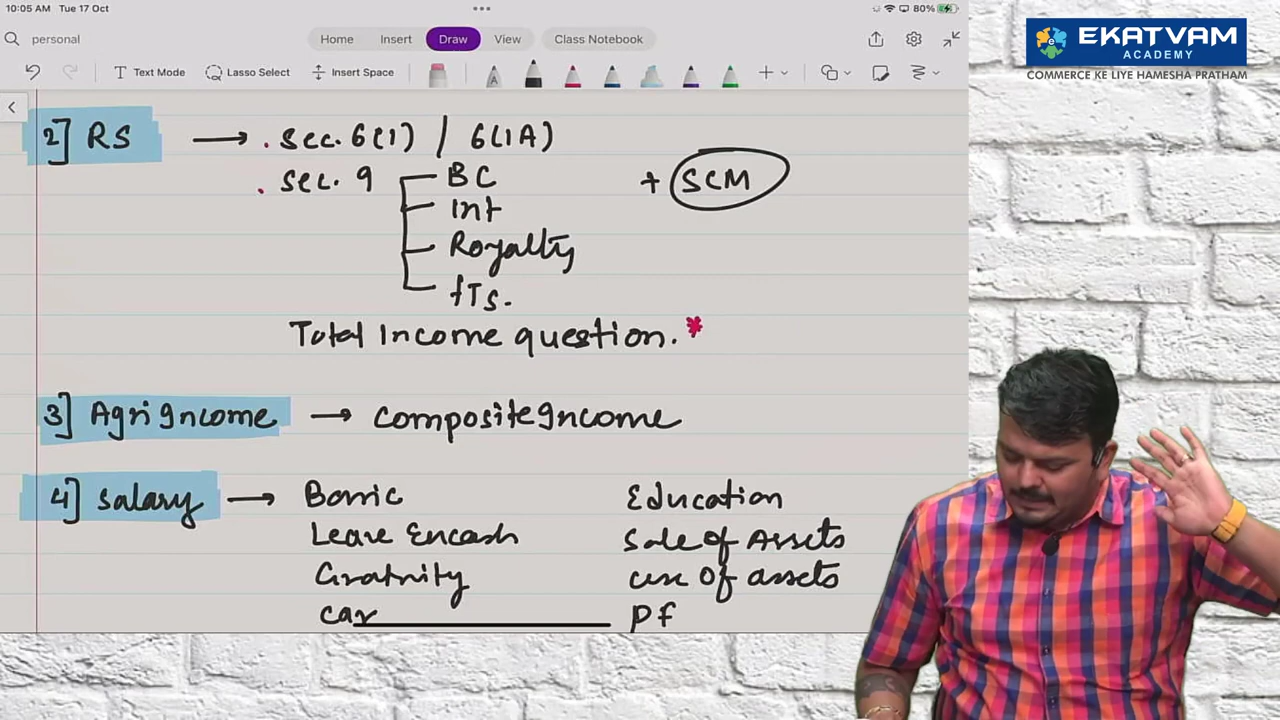 10:05 AM Tue 17 Oct
80%
personal
Home Insert Draw View Class Notebook
Text Mode Lasso Select Insert Space
EKATVAM
ACADEMY
COMMERCE KE LIYE HAMESHA PRATHAM
2] RS → . Sec. 6(1) / 6(1A)
. Sec. 9 BC + SCM
Int
Royalty
FTS.
Total Income question. *
3] Agri Income → Composite Income
4] Salary → Education
Leave Encash Sale of Assets
Gratuity use of assets
Car PF